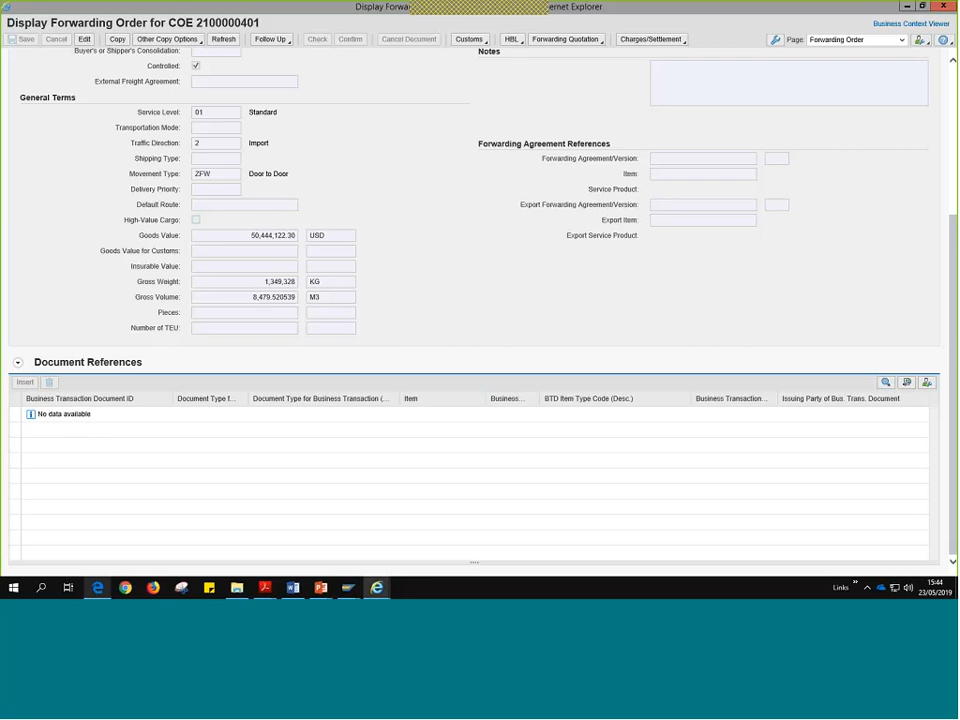 Display Forwa
ernet Explorer
Display Forwarding Order for COE 2100000401
Business Context Viewer
Save Cancel Edit Copy Other Copy Options Refresh Follow Up Check Confirm Cancel Document Customs HBL Forwarding Quotation Charges/Settlement Page: Forwarding Order
Buyer's or Shipper's Consolidation:
Notes
Controlled:
External Freight Agreement:
General Terms
Service Level: 01 Standard
Transportation Mode:
Traffic Direction: 2 Import
Forwarding Agreement References
Shipping Type:
Forwarding Agreement/Version:
Movement Type: ZFW Door to Door
Item:
Delivery Priority:
Service Product:
Default Route:
Export Forwarding Agreement/Version:
High-Value Cargo:
Export Item:
Goods Value: 50,444,122.30 USD
Export Service Product:
Goods Value for Customs:
Insurable Value:
Gross Weight: 1,349,328 KG
Gross Volume: 8,479.520539 M3
Pieces:
Number of TEU:
Document References
Insert
Business Transaction Document ID Document Type f... Document Type for Business Transaction (... Item Business... BTD Item Type Code (Desc.) Business Transaction... Issuing Party of Bus. Trans. Document
No data available
Links
15:44
23/05/2019